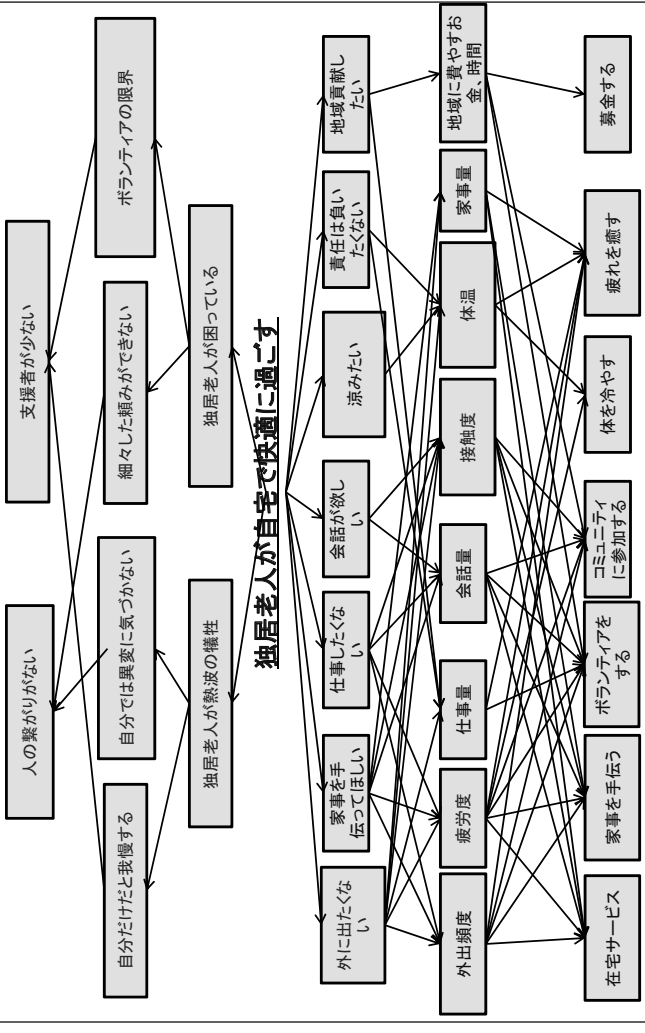 人の繋がりがない
支援者が少ない
自分だけだと我慢する
自分では異変に気づかない
細々した頼みができない
ボランティアの限界
独居老人が熱波の犠牲
独居老人が困っている
独居老人が自宅で快適に過ごす
外に出たくな
い
家事を手
伝ってほしい
仕事したくな
い
会話が欲し
い
涼みたい
責任は負い
たくない
地域貢献し
たい
外出頻度
疲労度
仕事量
会話量
接触度
体温
家事量
地域に費やすお
金、時間
在宅サービス
家事を手伝う
ボランティアを
する
コミュニティ
に参加する
体を冷やす
疲れを癒す
募金する